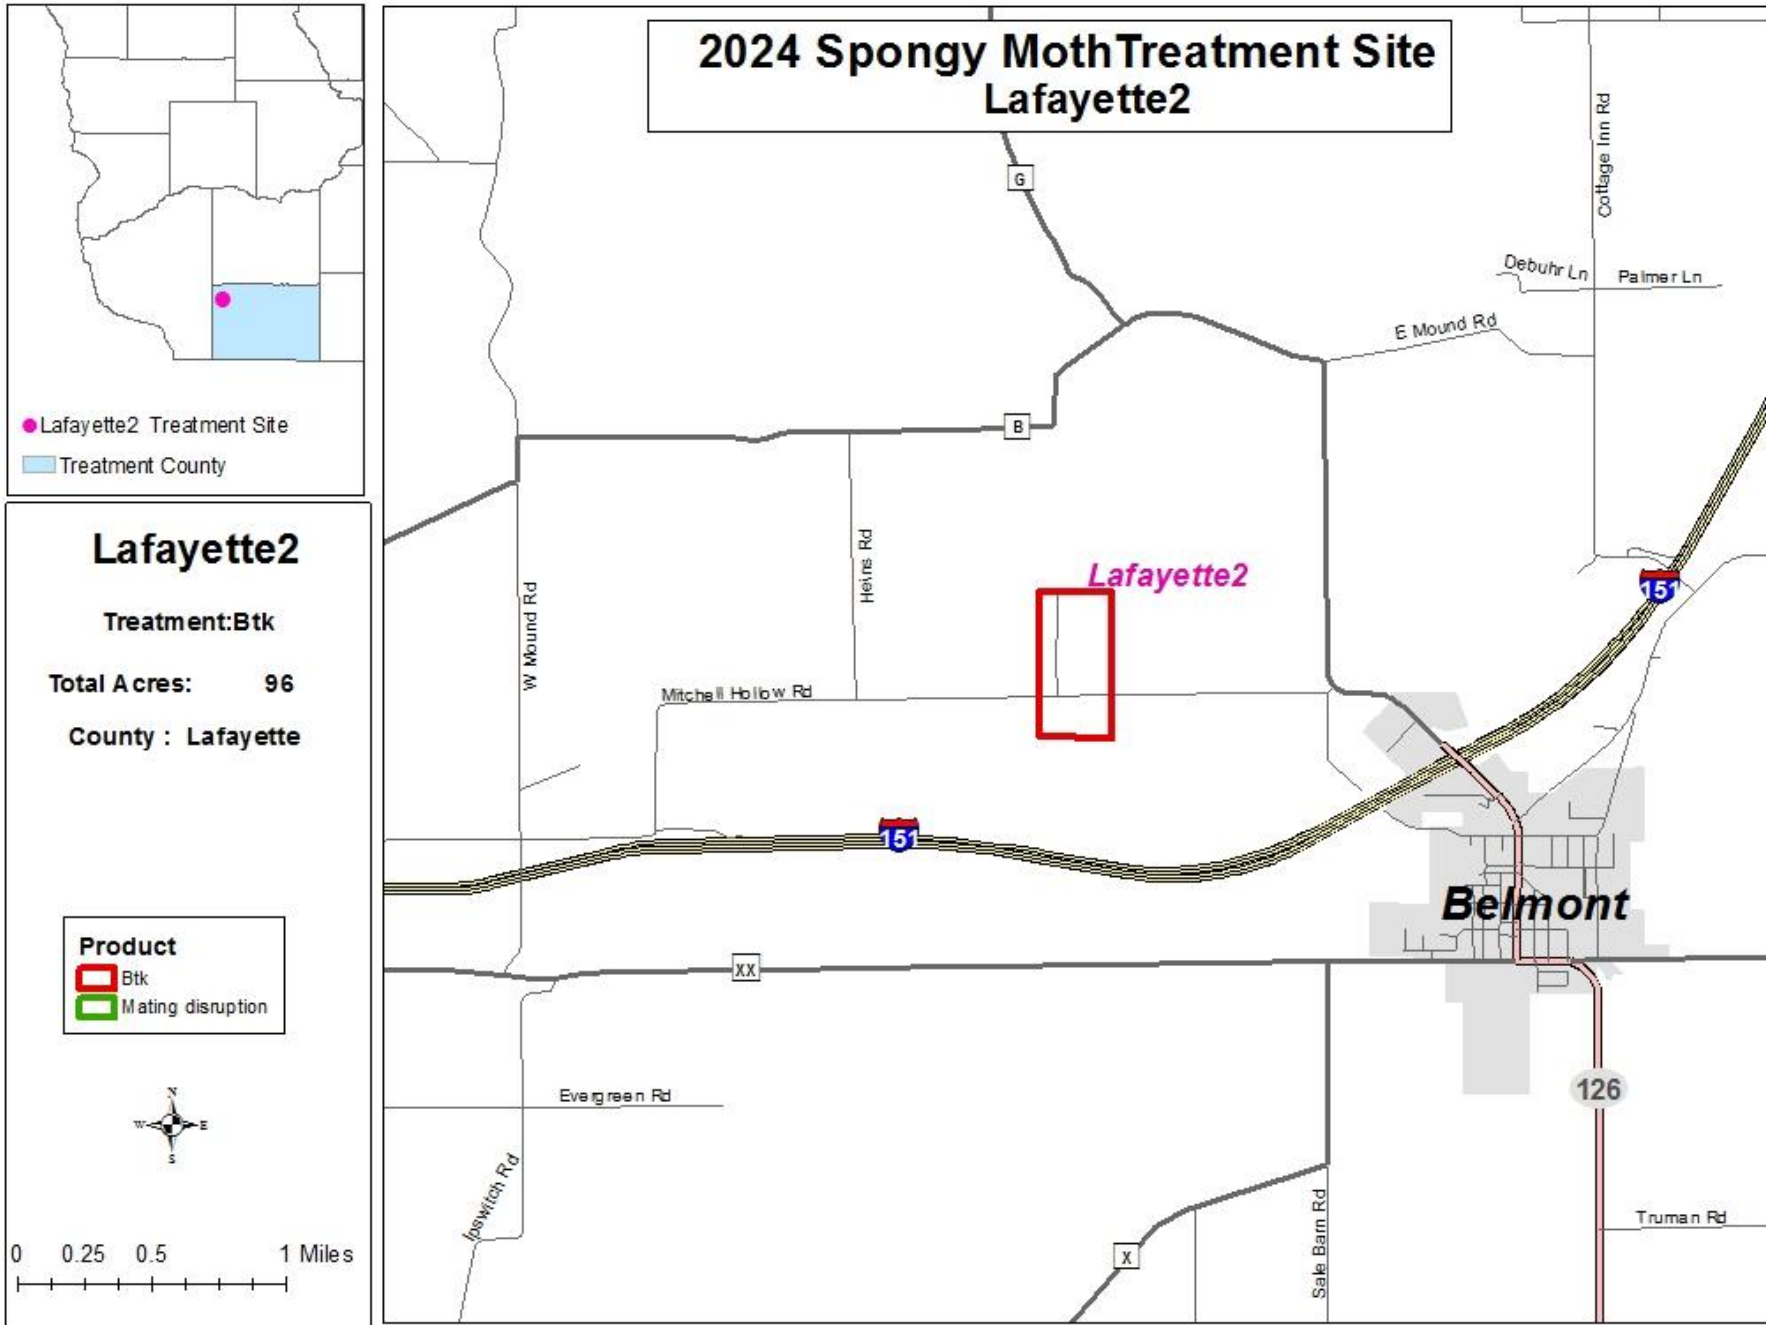 2024 Spongy MothTreatment Site
Lafayette2
Lafayette2 Treatment Site
Treatment County
Lafayette2
Treatment:Btk
Total Acres: 96
County : Lafayette
Product
Btk
Mating disruption
N
W E
S
0 0.25 0.5 1 Miles
G
Cottage Inn Rd
Debuhr Ln
Palmer Ln
E Mound Rd
B
Heins Rd
W Mound Rd
Lafayette2
151
Mitchell Hollow Rd
151
Belmont
XX
Evergreen Rd
126
Ipswitch Rd
Sale Barn Rd
Truman Rd
X